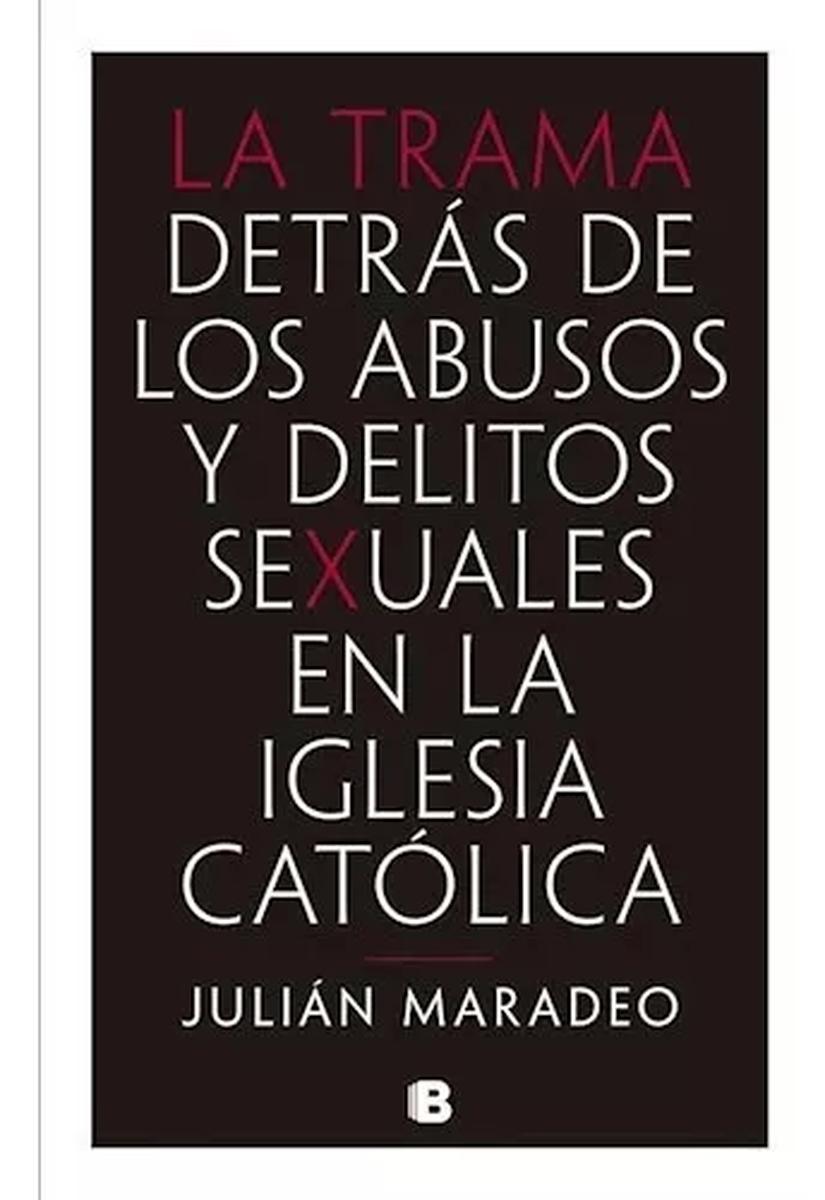 LA TRAMA
DETRÁS DE
LOS ABUSOS
Y DELITOS
SEXUALES
EN LA
IGLESIA
CATÓLICA
JULIÁN MARADEO
B